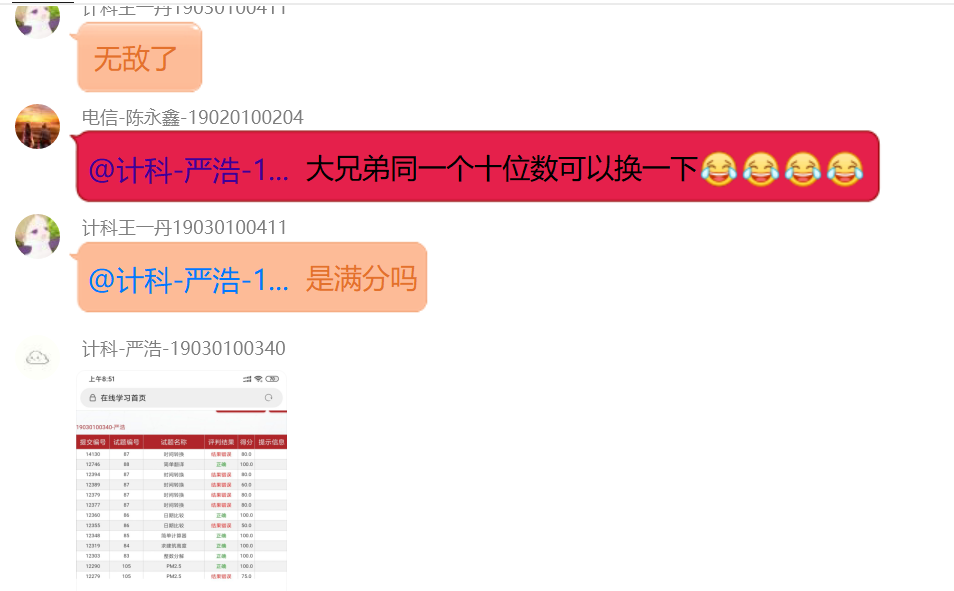 计科王一丹19030100411
无敌了
电信-陈永鑫-19020100204
@计科-严浩-1... 大兄弟同一个十位数可以换一下😂😂😂😂
计科王一丹19030100411
@计科-严浩-1... 是满分吗
计科-严浩-19030100340
上午8:51
在线学习首页
19030100340-严浩
提交编号 试题编号 试题名称 评判结果 得分 提示信息
14130 87 时间转换 结果错误 80.0
12746 88 简单翻译 正确 100.0
12394 87 时间转换 结果错误 80.0
12389 87 时间转换 结果错误 60.0
12379 87 时间转换 结果错误 80.0
12377 87 时间转换 结果错误 80.0
12360 86 日期比较 正确 100.0
12355 86 日期比较 结果错误 50.0
12348 85 简单计算器 正确 100.0
12319 84 正确 100.0
12303 83 整数分解 正确 100.0
12290 105 PM2.5 正确 100.0
12279 105 PM2.5 结果错误 75.0